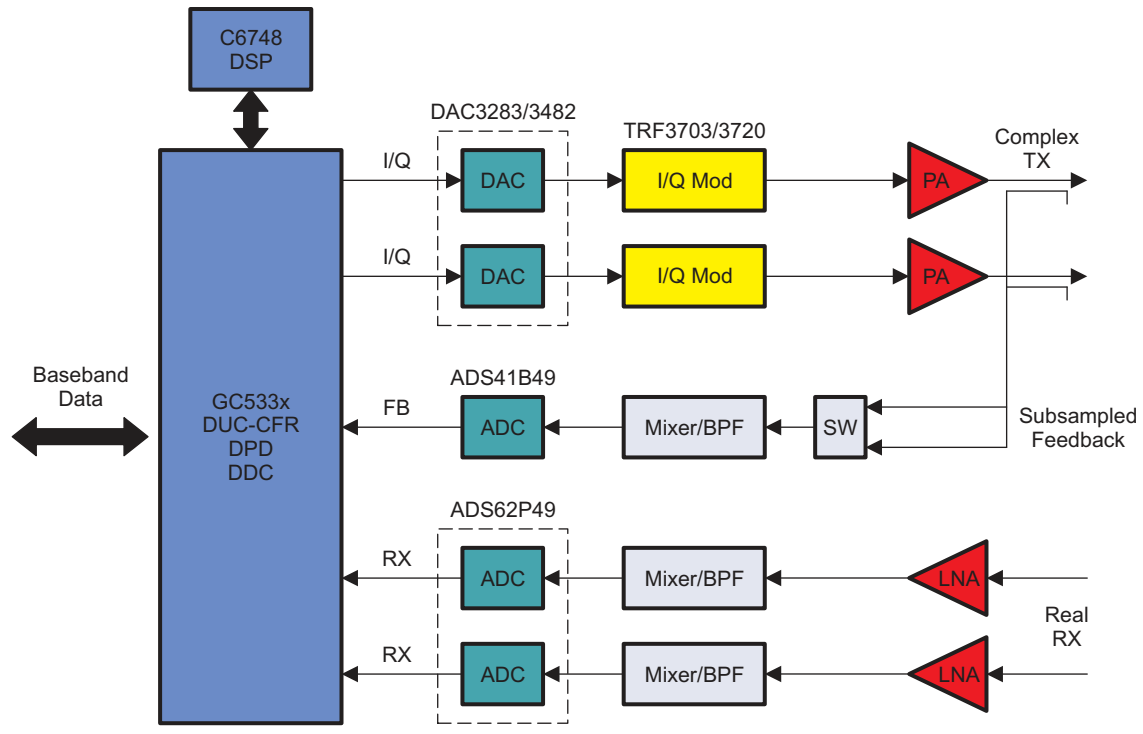 C6748
DSP
DAC3283/3482
TRF3703/3720
Complex
TX
I/Q
DAC
I/Q Mod
PA
I/Q
DAC
I/Q Mod
PA
Baseband
Data
GC533x
DUC-CFR
DPD
DDC
ADS41B49
FB
ADC
Mixer/BPF
SW
Subsampled
Feedback
ADS62P49
RX
ADC
Mixer/BPF
LNA
Real
RX
RX
ADC
Mixer/BPF
LNA